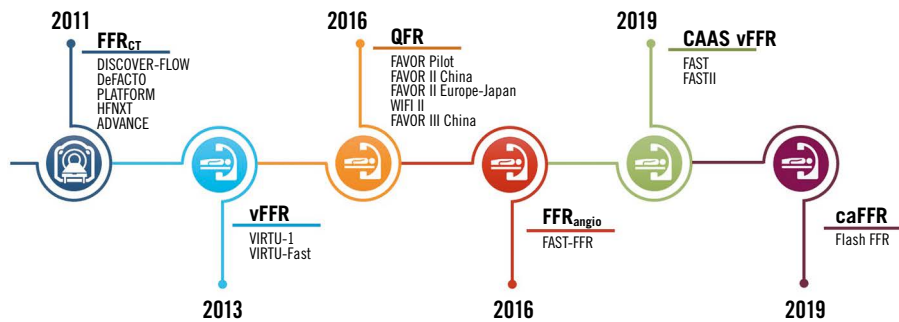 2011
FFRCT
DISCOVER-FLOW
DeFACTO
PLATFORM
HFNXT
ADVANCE
vFFR
VIRTU-1
VIRTU-Fast
2013
2016
QFR
FAVOR Pilot
FAVOR II China
FAVOR II Europe-Japan
WIFI II
FAVOR III China
FFRangio
FAST-FFR
2016
2019
CAAS vFFR
FAST
FASTII
caFFR
Flash FFR
2019